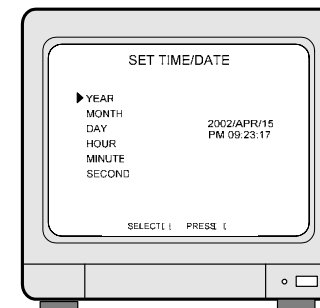 SET TIME/DATE
YEAR
MONTH
DAY
HOUR
MINUTE
SECOND
2002/APR/15
PM 09:23:17
SELECT[ ] PRESS[ [